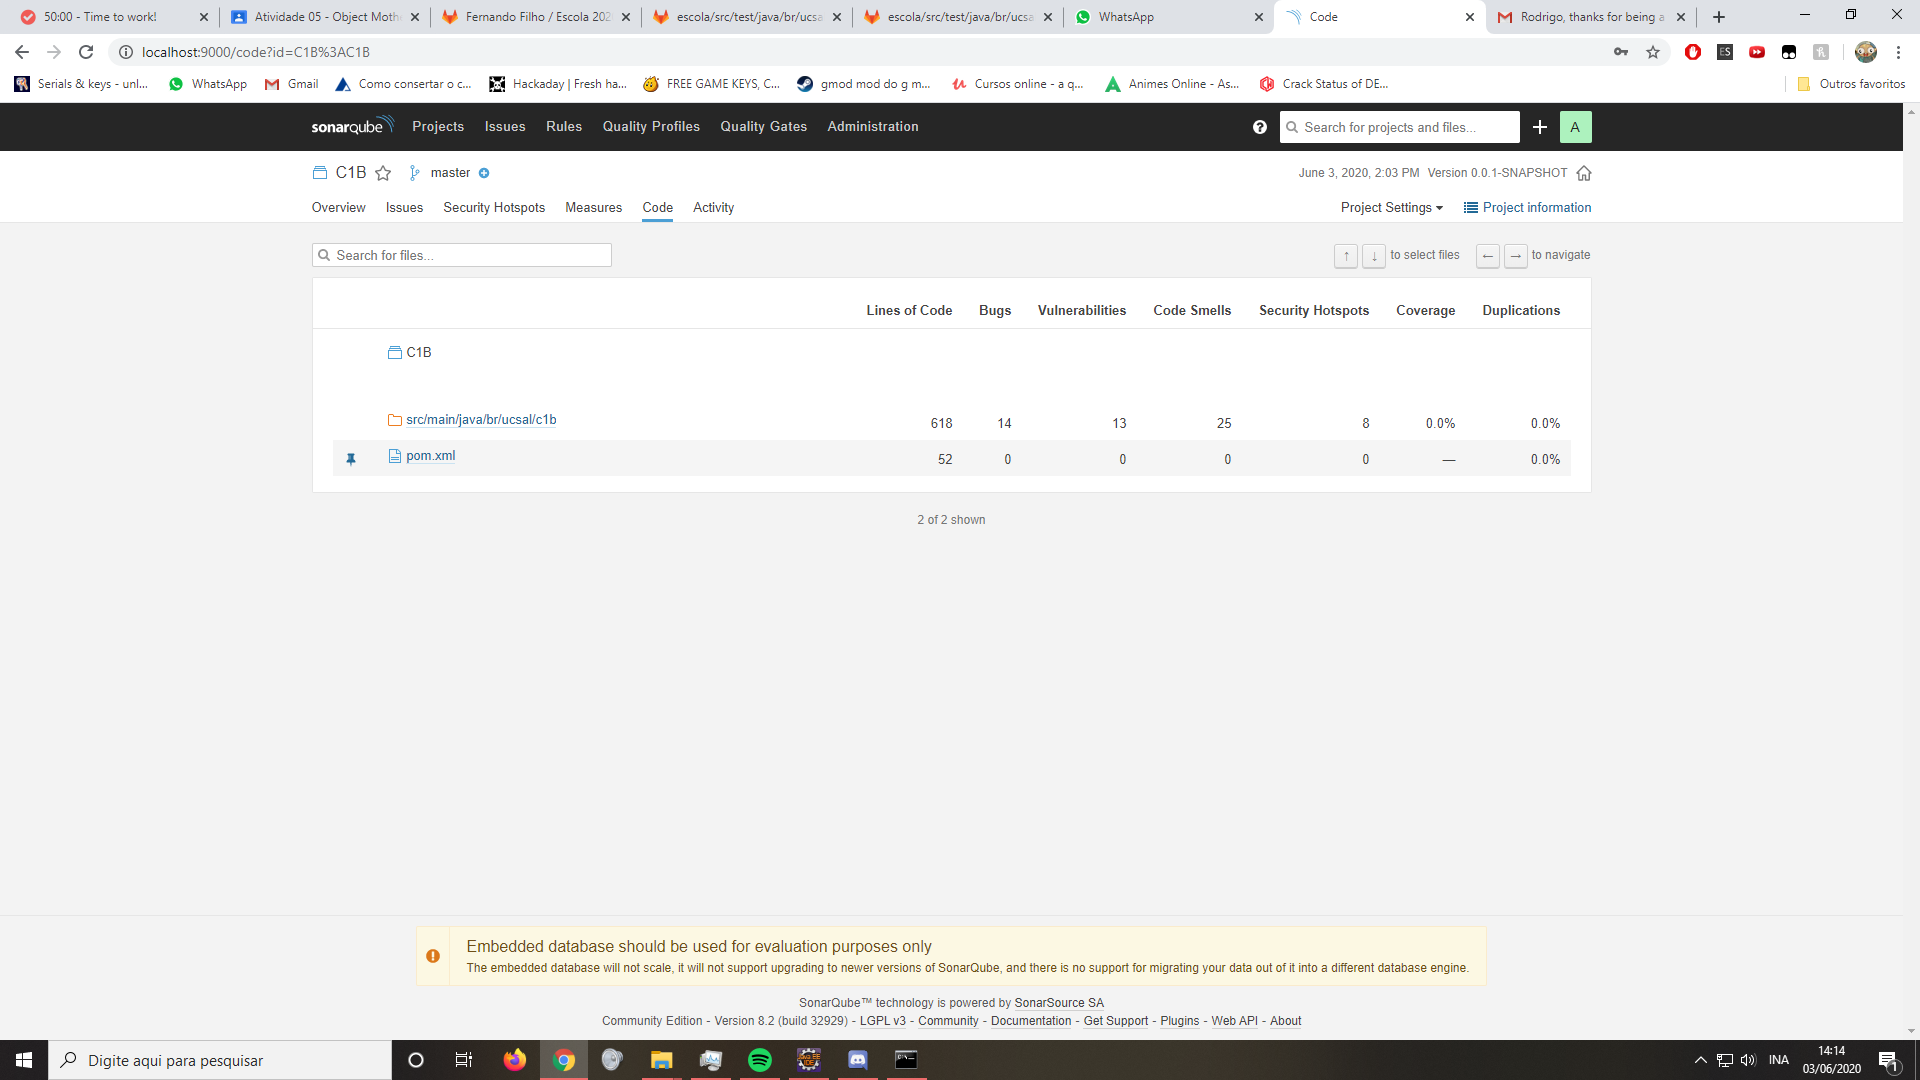 50:00 - Time to work!
Atividade 05 - Object Moth
Fernando Filho / Escola 202
escola/src/test/java/br/ucsa
escola/src/test/java/br/ucsa
WhatsApp
Code
Rodrigo, thanks for being a
localhost:9000/code?id=C1B%3AC1B
Serials & keys - unl...
WhatsApp
Gmail
Como consertar o c...
Hackaday | Fresh ha...
FREE GAME KEYS, C...
gmod mod do g m...
Cursos online - a q...
Animes Online - As...
Crack Status of DE...
Outros favoritos
sonarqube Projects Issues Rules Quality Profiles Quality Gates Administration
Search for projects and files...
A
C1B master
June 3, 2020, 2:03 PM Version 0.0.1-SNAPSHOT
Overview Issues Security Hotspots Measures Code Activity
Project Settings Project information
Search for files...
↑ ↓ to select files ← → to navigate
Lines of Code Bugs Vulnerabilities Code Smells Security Hotspots Coverage Duplications
C1B
src/main/java/br/ucsal/c1b 618 14 13 25 8 0.0% 0.0%
pom.xml 52 0 0 0 0 — 0.0%
2 of 2 shown
Embedded database should be used for evaluation purposes only
The embedded database will not scale, it will not support upgrading to newer versions of SonarQube, and there is no support for migrating your data out of it into a different database engine.
SonarQube™ technology is powered by SonarSource SA
Community Edition - Version 8.2 (build 32929) - LGPL v3 - Community - Documentation - Get Support - Plugins - Web API - About
Digite aqui para pesquisar
INA
14:14
03/06/2020
1